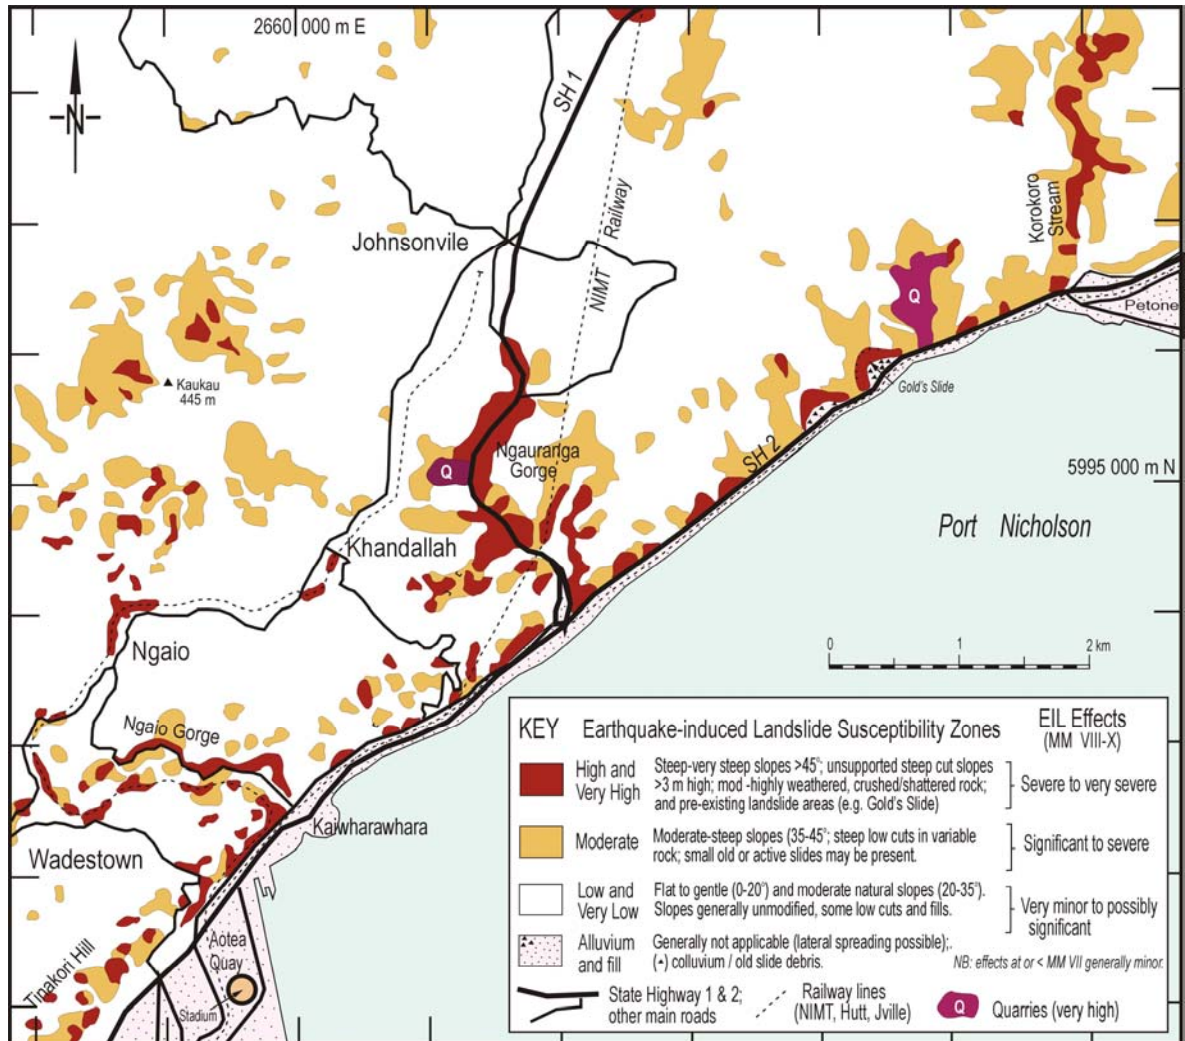 2660 000 m E
N
SH 1
Railway
NIMT
Johnsonvile
Korokoro
Stream
Q
Petone
Kaukau
445 m
Gold's Slide
Ngaurariga
Gorge
Q
SH 2
5995 000 m N
Port Nicholson
Khandallah
Ngaio
0 1 2 km
Ngaio Gorge
Kaiwharawhara
Wadestown
Aotea
Quay
Tinakori Hill
Stadium
KEY Earthquake-induced Landslide Susceptibility Zones EIL Effects
(MM VIII-X)
High and
Very High
Steep-very steep slopes >45°; unsupported steep cut slopes
>3 m high; mod -highly weathered, crushed/shattered rock;
and pre-existing landslide areas (e.g. Gold's Slide)
Severe to very severe
Moderate
Moderate-steep slopes (35-45°; steep low cuts in variable
rock; small old or active slides may be present.
Significant to severe
Low and
Very Low
Flat to gentle (0-20°) and moderate natural slopes (20-35°).
Slopes generally unmodified, some low cuts and fills.
Very minor to possibly
significant
Alluvium
and fill
Generally not applicable (lateral spreading possible);.
(▲) colluvium / old slide debris.
NB: effects at or < MM VII generally minor.
State Highway 1 & 2;
other main roads
Railway lines
(NIMT, Hutt, Jville)
Q Quarries (very high)